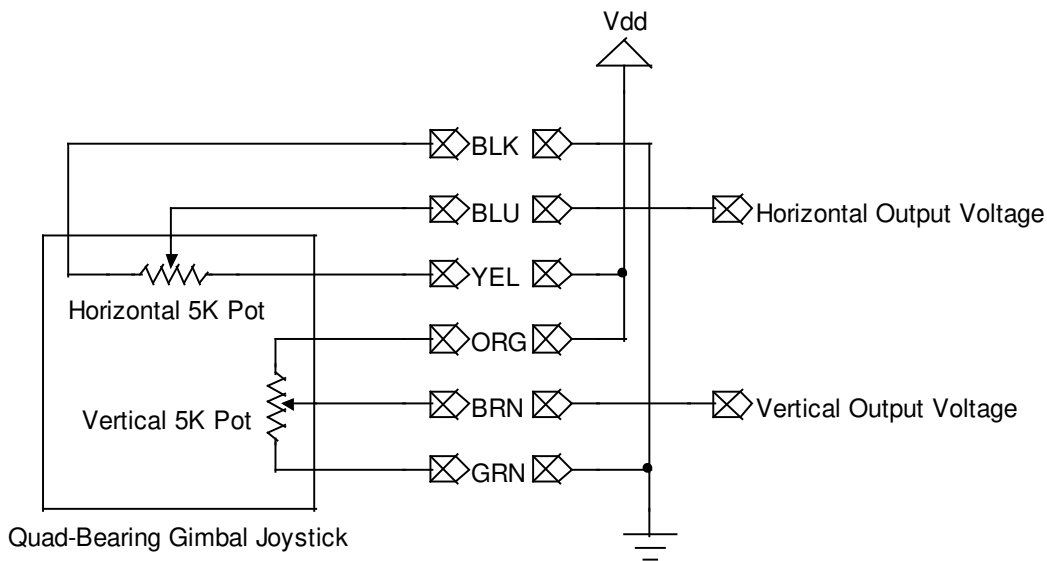 Vdd
BLK
BLU
Horizontal Output Voltage
YEL
Horizontal 5K Pot
ORG
BRN
Vertical Output Voltage
Vertical 5K Pot
GRN
Quad-Bearing Gimbal Joystick